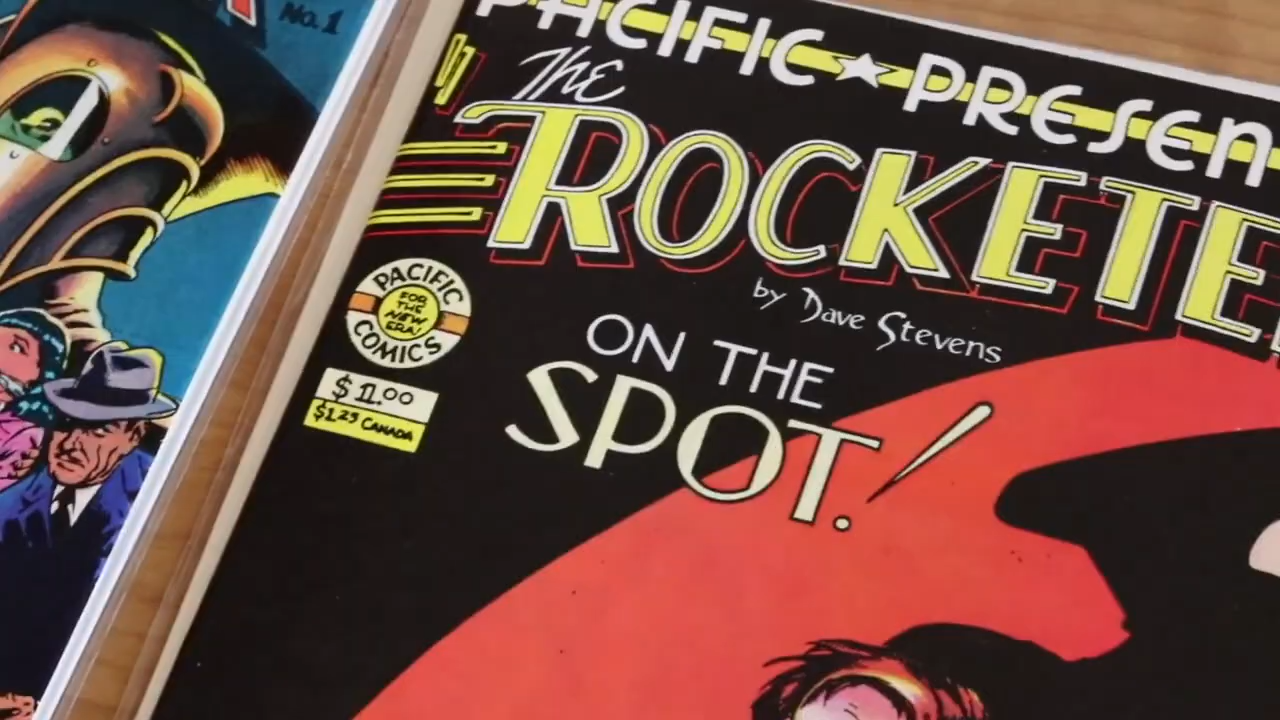 No.1
PACIFIC ★ PRESEN
The
ROCKETE
by Dave Stevens
PACIFIC
FOR
THE
NEW
ERA!
COMICS
$1.00
$1.25 CANADA
ON THE
SPOT!